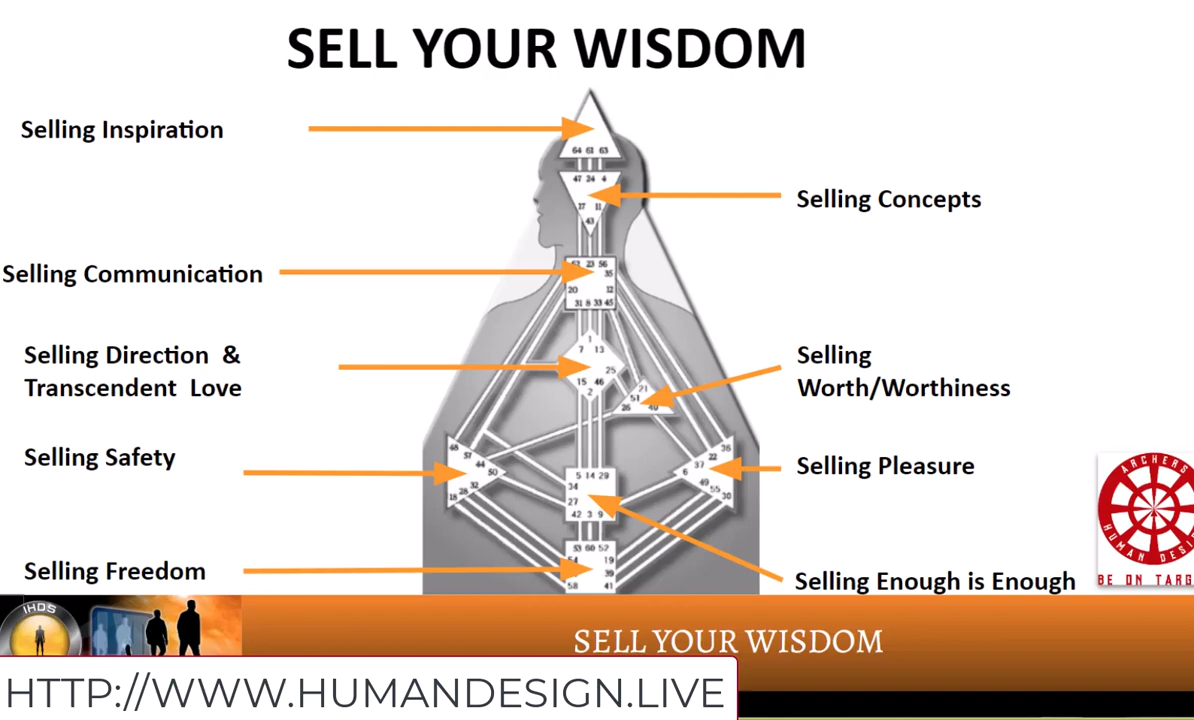 SELL YOUR WISDOM
Selling Inspiration
64 61 63
47 24 4
17 11
43
Selling Concepts
Selling Communication
62 23 56
35
20 12
31 8 33 45
Selling Direction &
Transcendent Love
1
7 13
25
15 46
2
Selling
Worth/Worthiness
21
51
26 40
Selling Safety
48
57
44
50
32
28
18
Selling Pleasure
36
22
37
6
49
55
30
5 14 29
34
27
42 3 9
Selling Enough is Enough
Selling Freedom
53 60 52
54 19
39
58 41
ARCHERS
HUMAN DESI
BE ON TARG
iHDS
SELL YOUR WISDOM
HTTP://WWW.HUMANDESIGN.LIVE